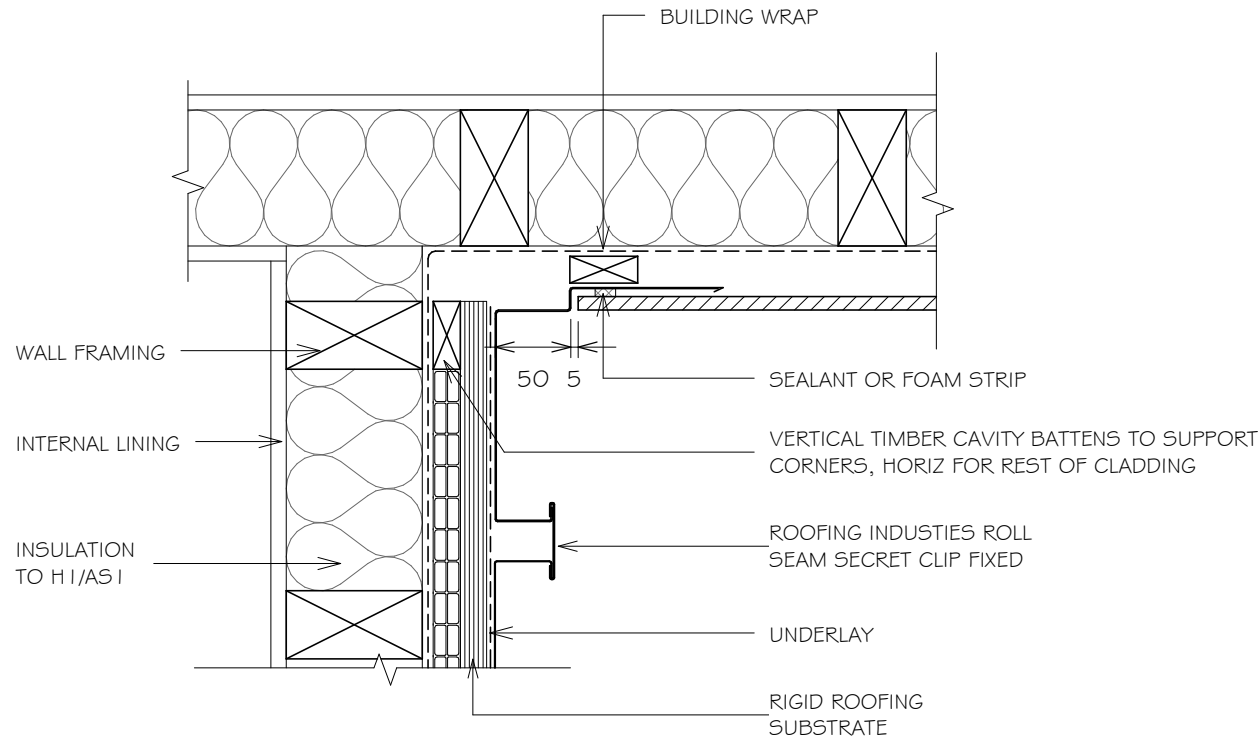 BUILDING WRAP
WALL FRAMING
50 5
SEALANT OR FOAM STRIP
INTERNAL LINING
VERTICAL TIMBER CAVITY BATTENS TO SUPPORT
CORNERS, HORIZ FOR REST OF CLADDING
INSULATION
TO H1/AS1
ROOFING INDUSTIES ROLL
SEAM SECRET CLIP FIXED
UNDERLAY
RIGID ROOFING
SUBSTRATE